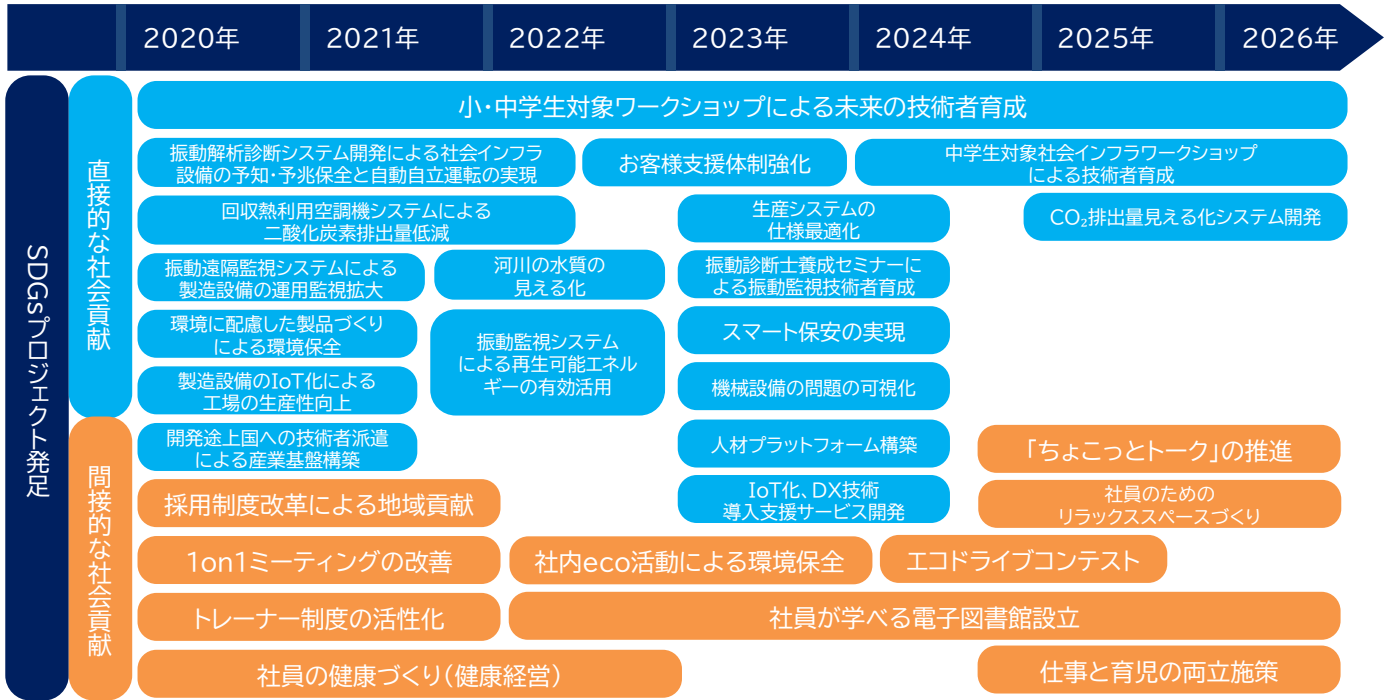 2020年
2021年
2022年
2023年
2024年
2025年
2026年
SDGsプロジェクト発足
直接的な社会貢献
小・中学生対象ワークショップによる未来の技術者育成
振動解析診断システム開発による社会インフラ
設備の予知・予兆保全と自動自立運転の実現
お客様支援体制強化
中学生対象社会インフラワークショップ
による技術者育成
回収熱利用空調機システムによる
二酸化炭素排出量低減
生産システムの
仕様最適化
CO₂排出量見える化システム開発
振動遠隔監視システムによる
製造設備の運用監視拡大
河川の水質の
見える化
振動診断士養成セミナーに
よる振動監視技術者育成
環境に配慮した製品づくり
による環境保全
振動監視システム
による再生可能エネル
ギーの有効活用
スマート保安の実現
製造設備のIoT化による
工場の生産性向上
機械設備の問題の可視化
開発途上国への技術者派遣
による産業基盤構築
人材プラットフォーム構築
IoT化、DX技術
導入支援サービス開発
間接的な社会貢献
「ちょこっとトーク」の推進
採用制度改革による地域貢献
社員のための
リラックススペースづくり
1on1ミーティングの改善
社内eco活動による環境保全
エコドライブコンテスト
トレーナー制度の活性化
社員が学べる電子図書館設立
社員の健康づくり(健康経営)
仕事と育児の両立施策